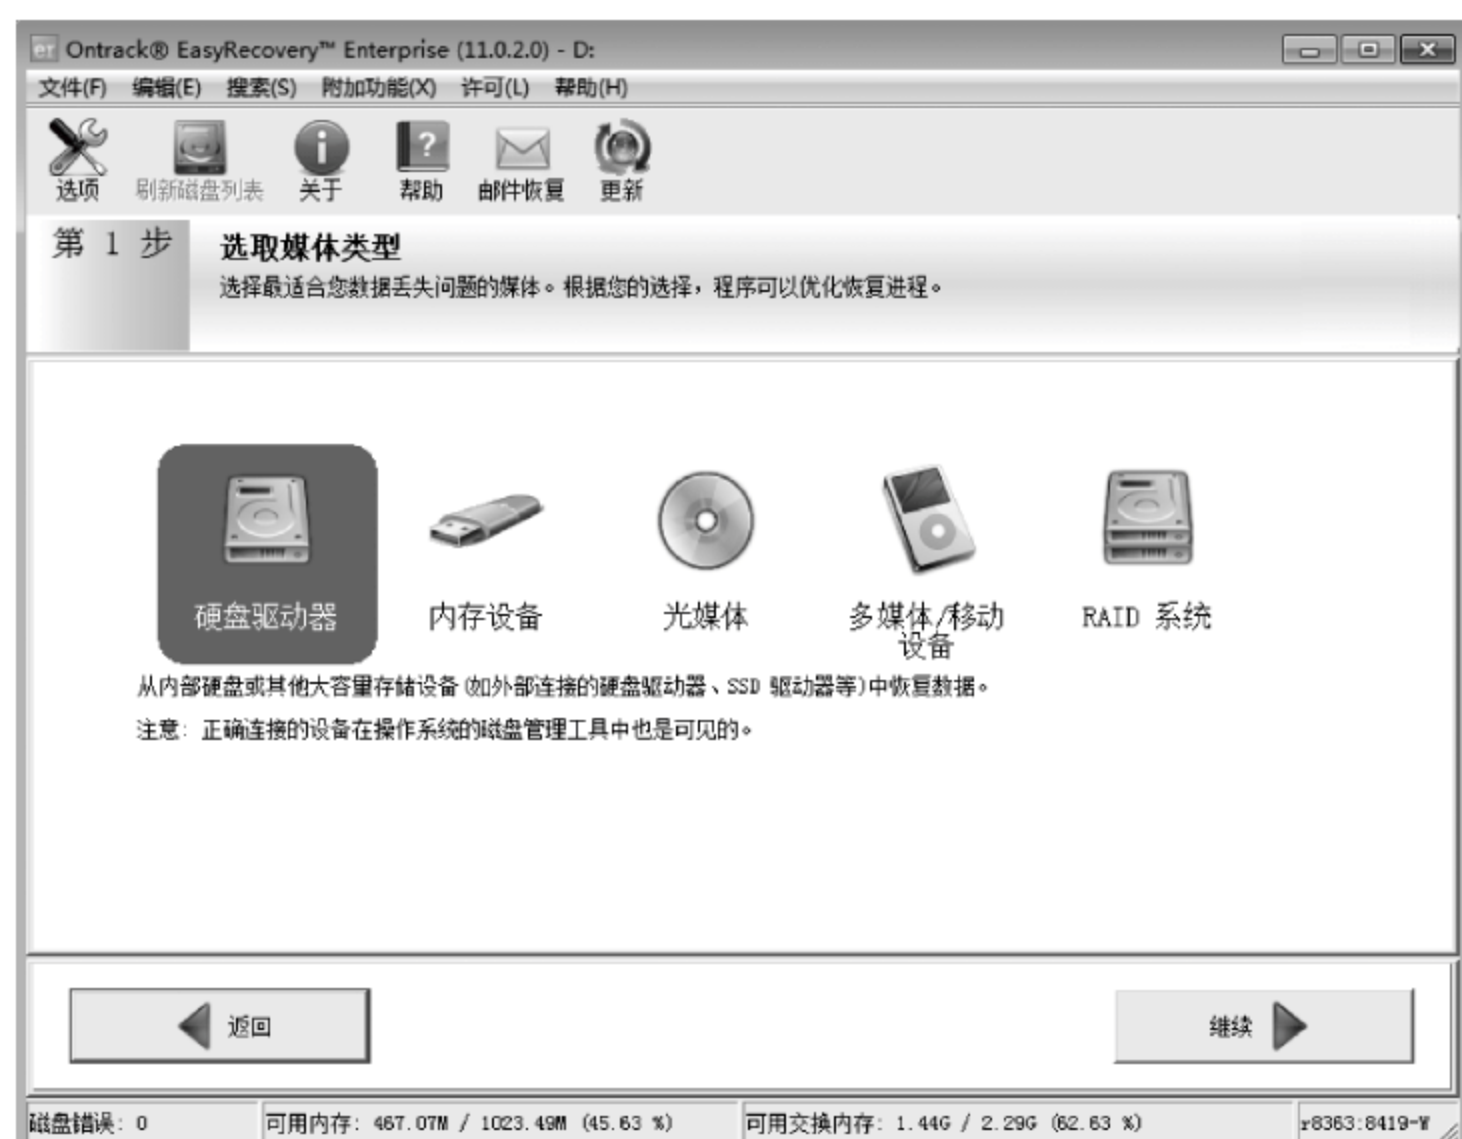 er Ontrack® EasyRecovery™ Enterprise (11.0.2.0) - D:
文件(F) 编辑(E) 搜索(S) 附加功能(X) 许可(L) 帮助(H)
选项 刷新磁盘列表 关于 帮助 邮件恢复 更新
第 1 步 选取媒体类型
选择最适合您数据丢失问题的媒体。根据您的选择，程序可以优化恢复进程。
硬盘驱动器 内存设备 光媒体 多媒体/移动 RAID 系统
设备
从内部硬盘或其他大容量存储设备(如外部连接的硬盘驱动器、SSD 驱动器等)中恢复数据。
注意: 正确连接的设备在操作系统的磁盘管理工具中也是可见的。
返回 继续
磁盘错误: 0 可用内存: 467.07M / 1023.49M (45.63 %) 可用交换内存: 1.44G / 2.29G (62.63 %) r8363:8419-W